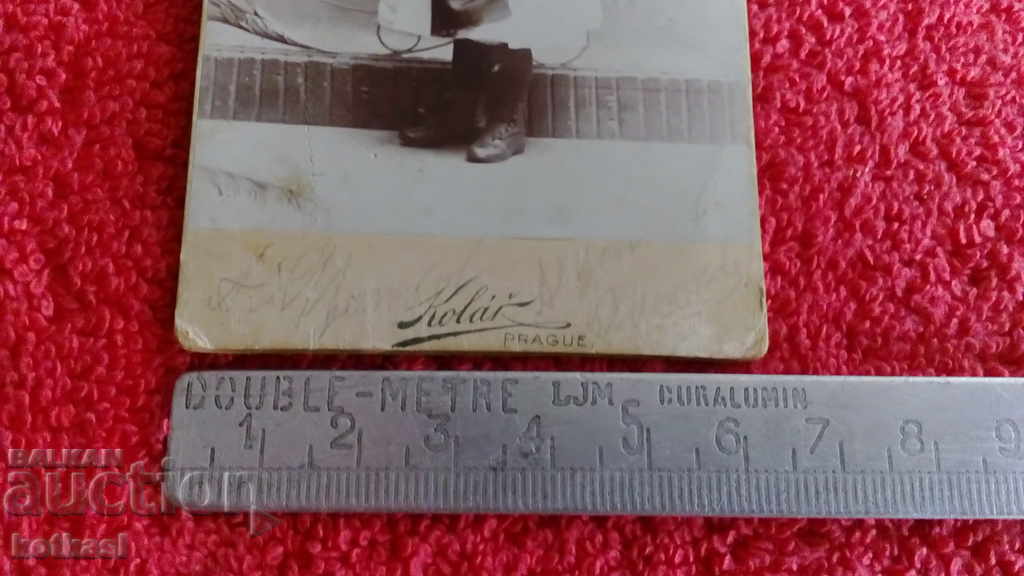 Kolář
PRAGUE
DOUBLE-METRE LJM DURALUMIN
1 2 3 4 5 6 7 8 9
BALKAN
auction
kotkasl